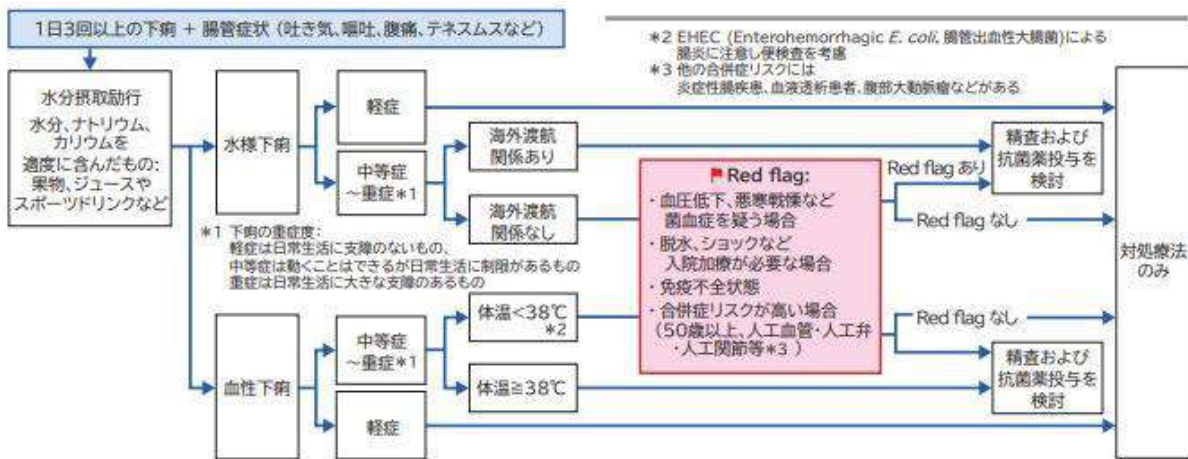 1日3回以上の下痢 + 腸管症状 (吐き気、嘔吐、腹痛、テネスムスなど)
*2 EHEC (Enterohemorrhagic E. coli, 腸管出血性大腸菌)による
腸炎に注意し便検査を考慮
*3 他の合併症リスクには
炎症性腸疾患、血液透析患者、腹部大動脈瘤などがある
水分摂取励行
水分、ナトリウム、
カリウムを
適度に含んだもの:
果物、ジュースや
スポーツドリンクなど
水様下痢
軽症
中等症
～重症*1
海外渡航
関係あり
海外渡航
関係なし
*1 下痢の重症度:
軽症は日常生活に支障のないもの、
中等症は動くことはできるが日常生活に制限があるもの
重症は日常生活に大きな支障のあるもの
Red flag:
・血圧低下、悪寒戦慄など
菌血症を疑う場合
・脱水、ショックなど
入院加療が必要な場合
・免疫不全状態
・合併症リスクが高い場合
(50歳以上、人工血管・人工弁
・人工関節等*3 )
Red flag あり
精査および
抗菌薬投与を
検討
Red flag なし
対処療法
のみ
血性下痢
中等症
～重症*1
体温<38℃
*2
体温≧38℃
Red flag なし
精査および
抗菌薬投与を
検討
軽症